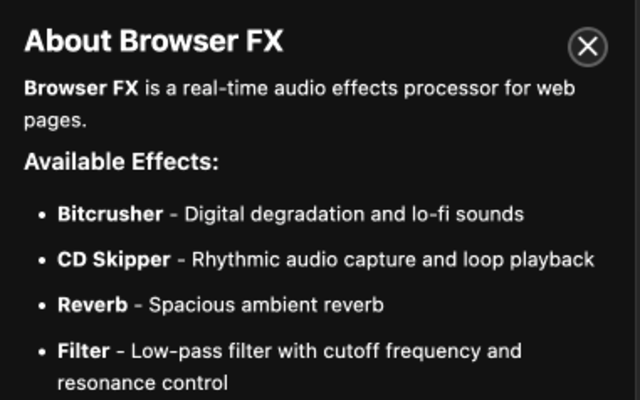 About Browser FX
Browser FX is a real-time audio effects processor for web
pages.
Available Effects:
• Bitcrusher - Digital degradation and lo-fi sounds
• CD Skipper - Rhythmic audio capture and loop playback
• Reverb - Spacious ambient reverb
• Filter - Low-pass filter with cutoff frequency and
resonance control